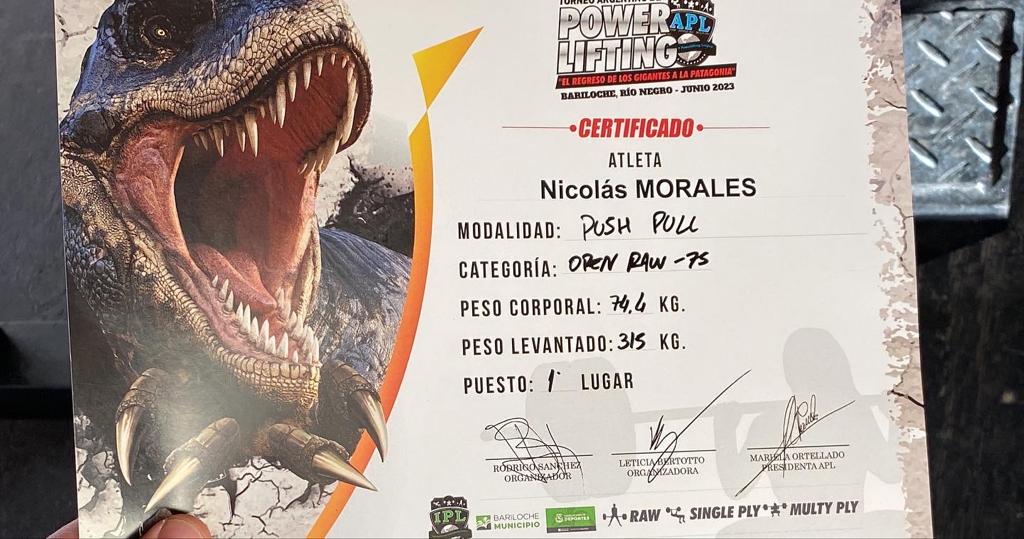 TORNEO ARGENTINO DE
POWER APL
LIFTING
"EL REGRESO DE LOS GIGANTES A LA PATAGONIA"
BARILOCHE, RÍO NEGRO - JUNIO 2023
CERTIFICADO
ATLETA
Nicolás MORALES
MODALIDAD: PUSH PULL
CATEGORÍA: OPEN RAW -75
PESO CORPORAL: 74,4 KG.
PESO LEVANTADO: 315 KG.
PUESTO: 1° LUGAR
RODRIGO SANCHEZ
ORGANIZADOR
LETICIA BERTOTTO
ORGANIZADORA
MARIELA ORTELLADO
PRESIDENTA APL
IPL
BARILOCHE
MUNICIPIO
DEPORTES
RAW SINGLE PLY MULTY PLY